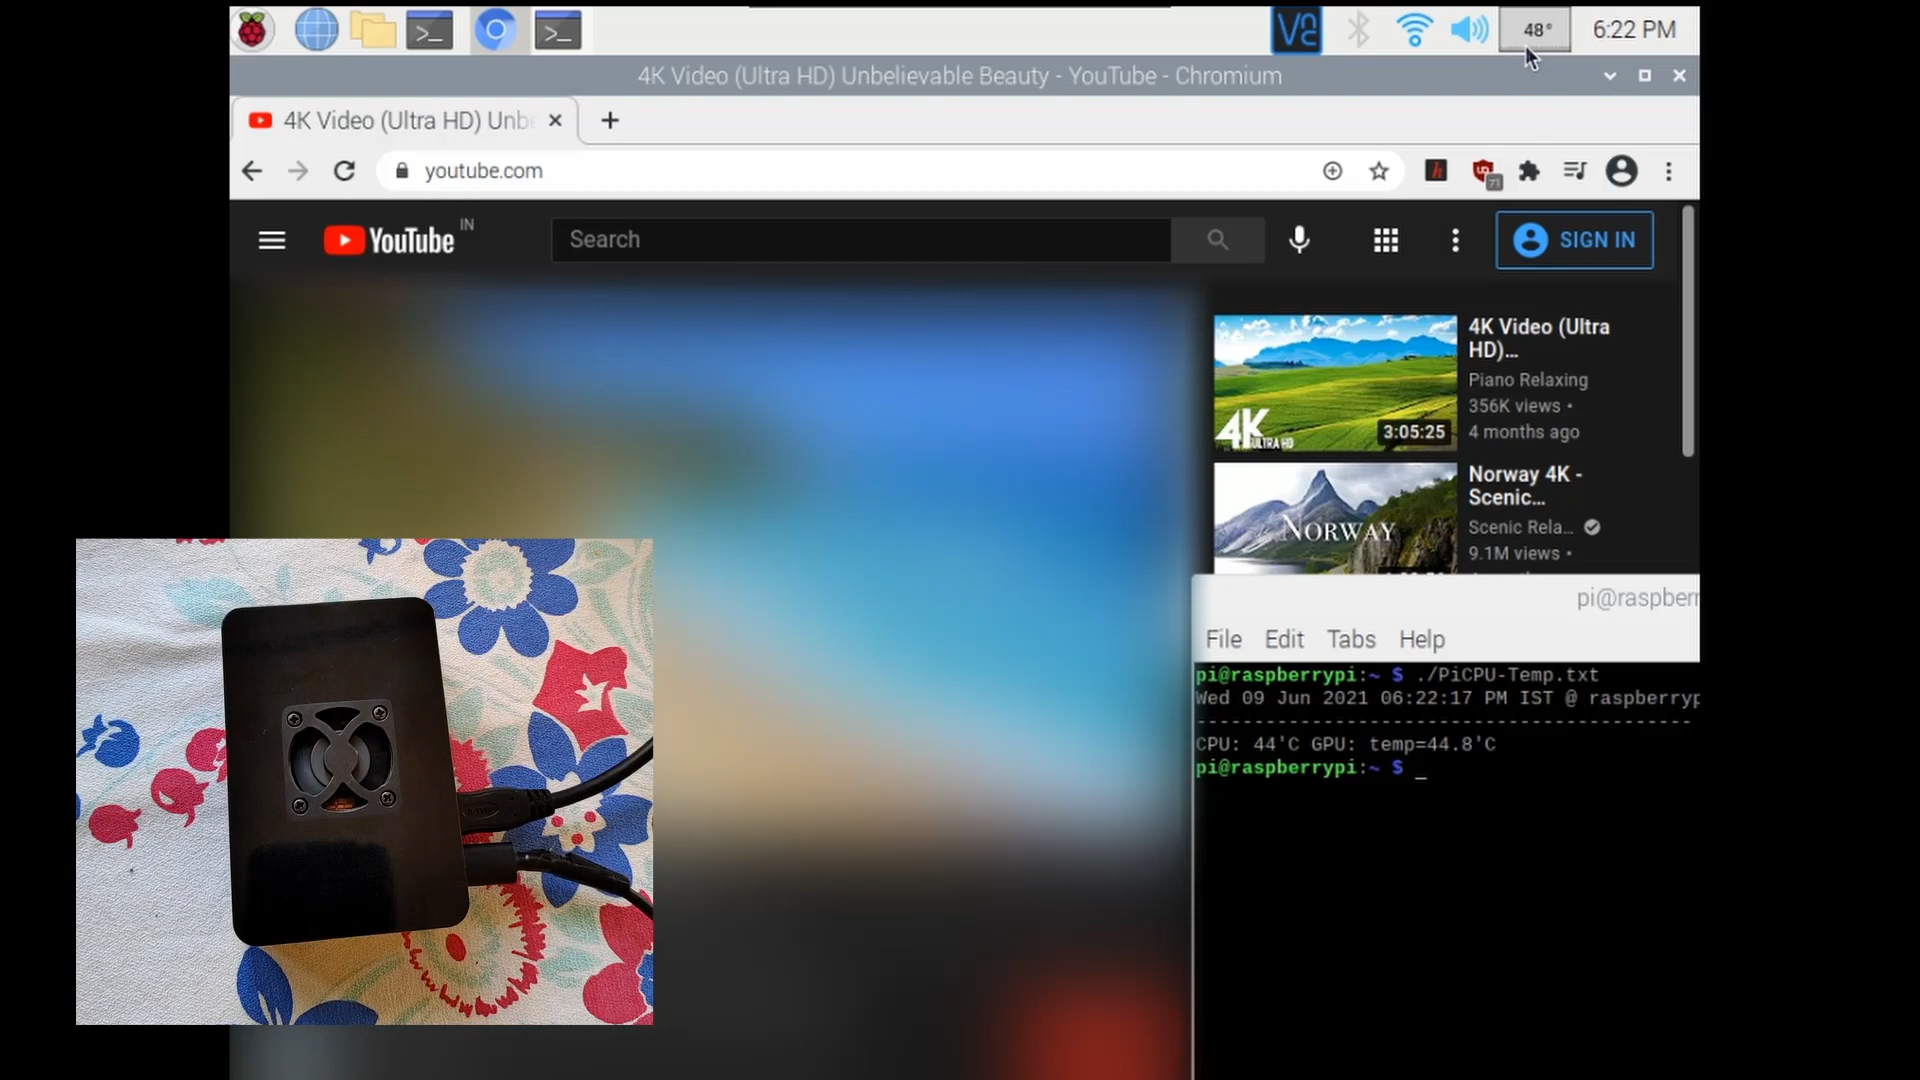 48°
6:22 PM
4K Video (Ultra HD) Unbelievable Beauty - YouTube - Chromium
4K Video (Ultra HD) Unbe
youtube.com
71
YouTube IN
Search
SIGN IN
4K Video (Ultra
HD)...
Piano Relaxing
356K views •
4 months ago
4K
ULTRA HD
3:05:25
Norway 4K -
Scenic...
Scenic Rela...
9.1M views •
NORWAY
pi@raspberr
File Edit Tabs Help
pi@raspberrypi:~ $ ./PiCPU-Temp.txt
Wed 09 Jun 2021 06:22:17 PM IST @ raspberryp
----------------------------------------
CPU: 44'C GPU: temp=44.8'C
pi@raspberrypi:~ $ _